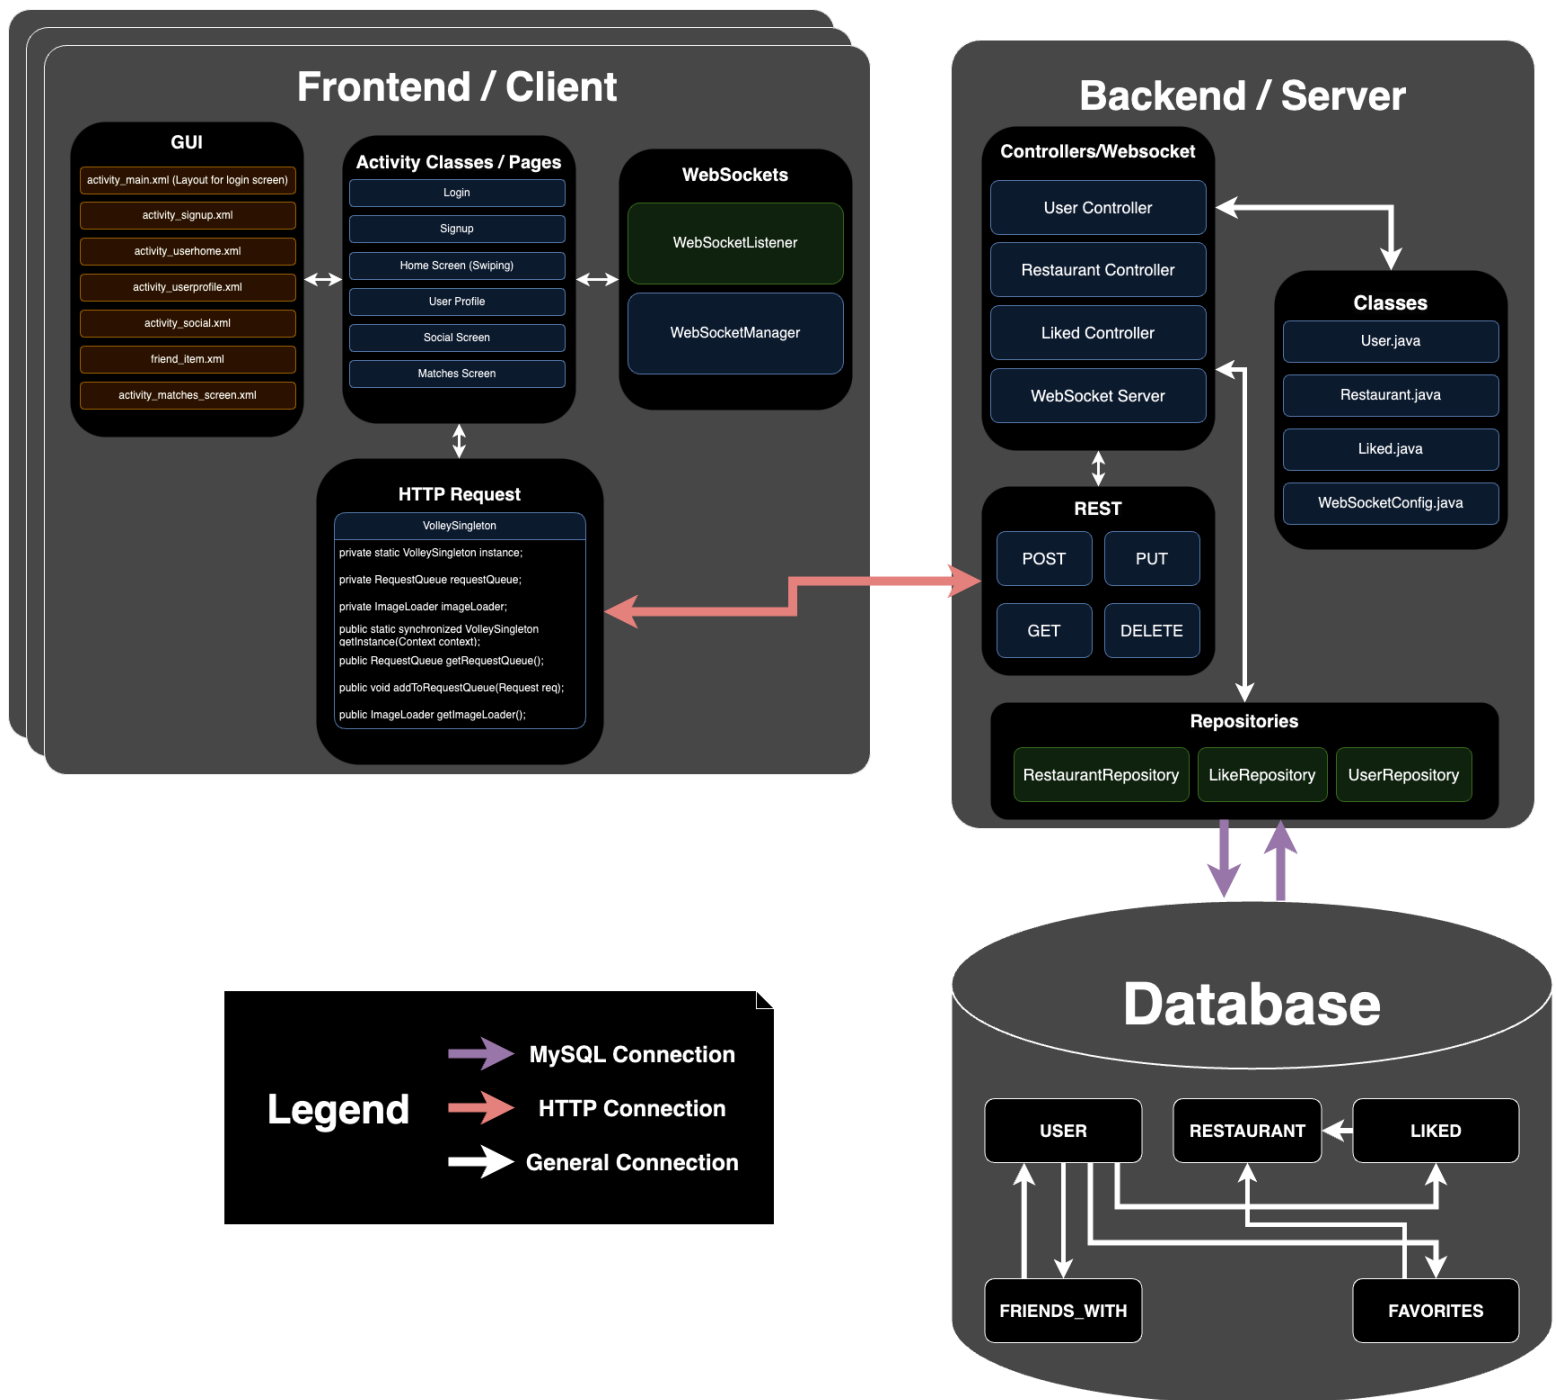 Frontend / Client
GUI
activity_main.xml (Layout for login screen)
activity_signup.xml
activity_userhome.xml
activity_userprofile.xml
activity_social.xml
friend_item.xml
activity_matches_screen.xml
Activity Classes / Pages
Login
Signup
Home Screen (Swiping)
User Profile
Social Screen
Matches Screen
WebSockets
WebSocketListener
WebSocketManager
HTTP Request
VolleySingleton
private static VolleySingleton instance;
private RequestQueue requestQueue;
private ImageLoader imageLoader;
public static synchronized VolleySingleton
getInstance(Context context);
public RequestQueue getRequestQueue();
public void addToRequestQueue(Request req);
public ImageLoader getImageLoader();
Backend / Server
Controllers/Websocket
User Controller
Restaurant Controller
Liked Controller
WebSocket Server
Classes
User.java
Restaurant.java
Liked.java
WebSocketConfig.java
REST
POST
PUT
GET
DELETE
Repositories
RestaurantRepository
LikeRepository
UserRepository
Database
USER
RESTAURANT
LIKED
FRIENDS_WITH
FAVORITES
Legend
MySQL Connection
HTTP Connection
General Connection